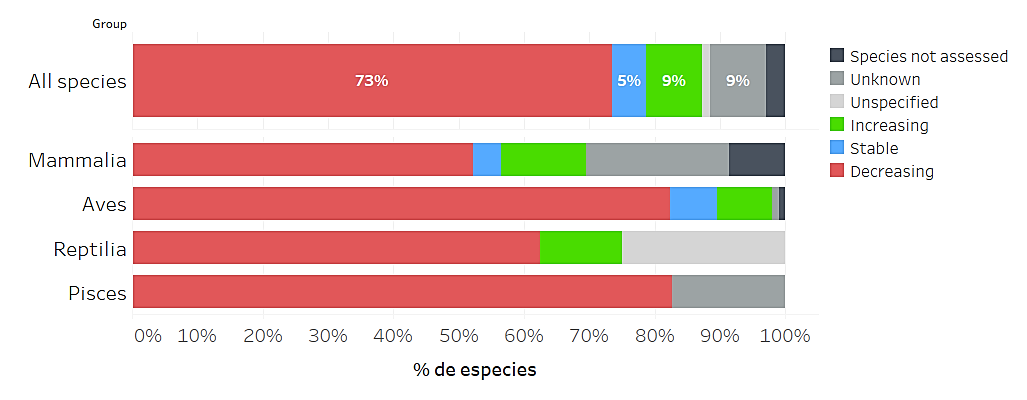 Group
All species
73%
5%
9%
9%
Mammalia
Aves
Reptilia
Pisces
0% 10% 20% 30% 40% 50% 60% 70% 80% 90% 100%
% de especies
Species not assessed
Unknown
Unspecified
Increasing
Stable
Decreasing